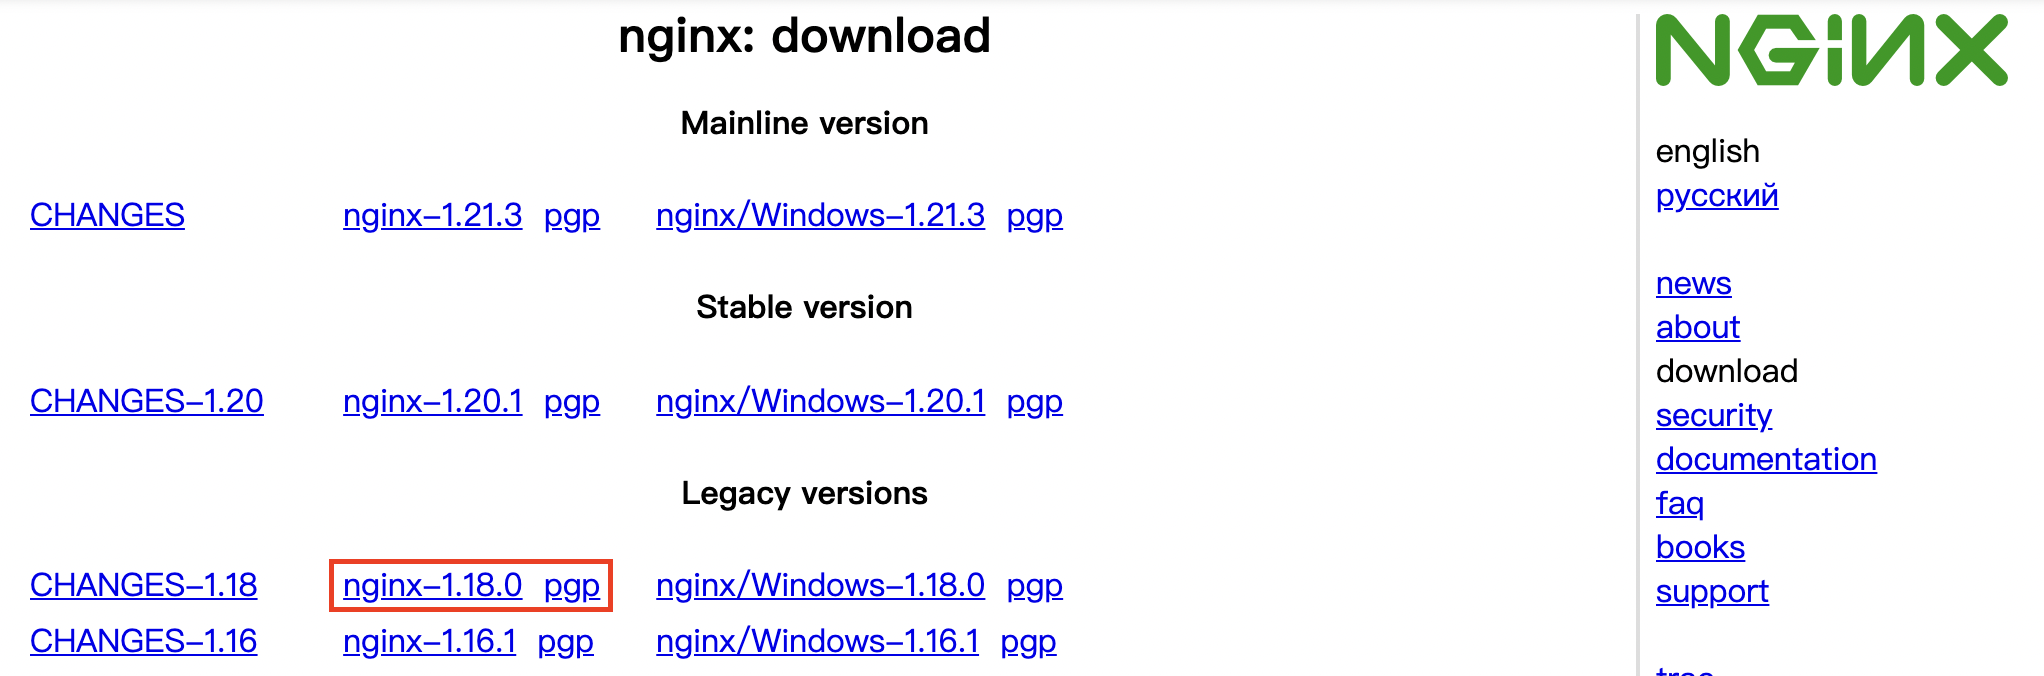 nginx: download
Mainline version
CHANGES nginx-1.21.3 pgp nginx/Windows-1.21.3 pgp
Stable version
CHANGES-1.20 nginx-1.20.1 pgp nginx/Windows-1.20.1 pgp
Legacy versions
CHANGES-1.18 nginx-1.18.0 pgp nginx/Windows-1.18.0 pgp
CHANGES-1.16 nginx-1.16.1 pgp nginx/Windows-1.16.1 pgp
NGINX
english
русский
news
about
download
security
documentation
faq
books
support